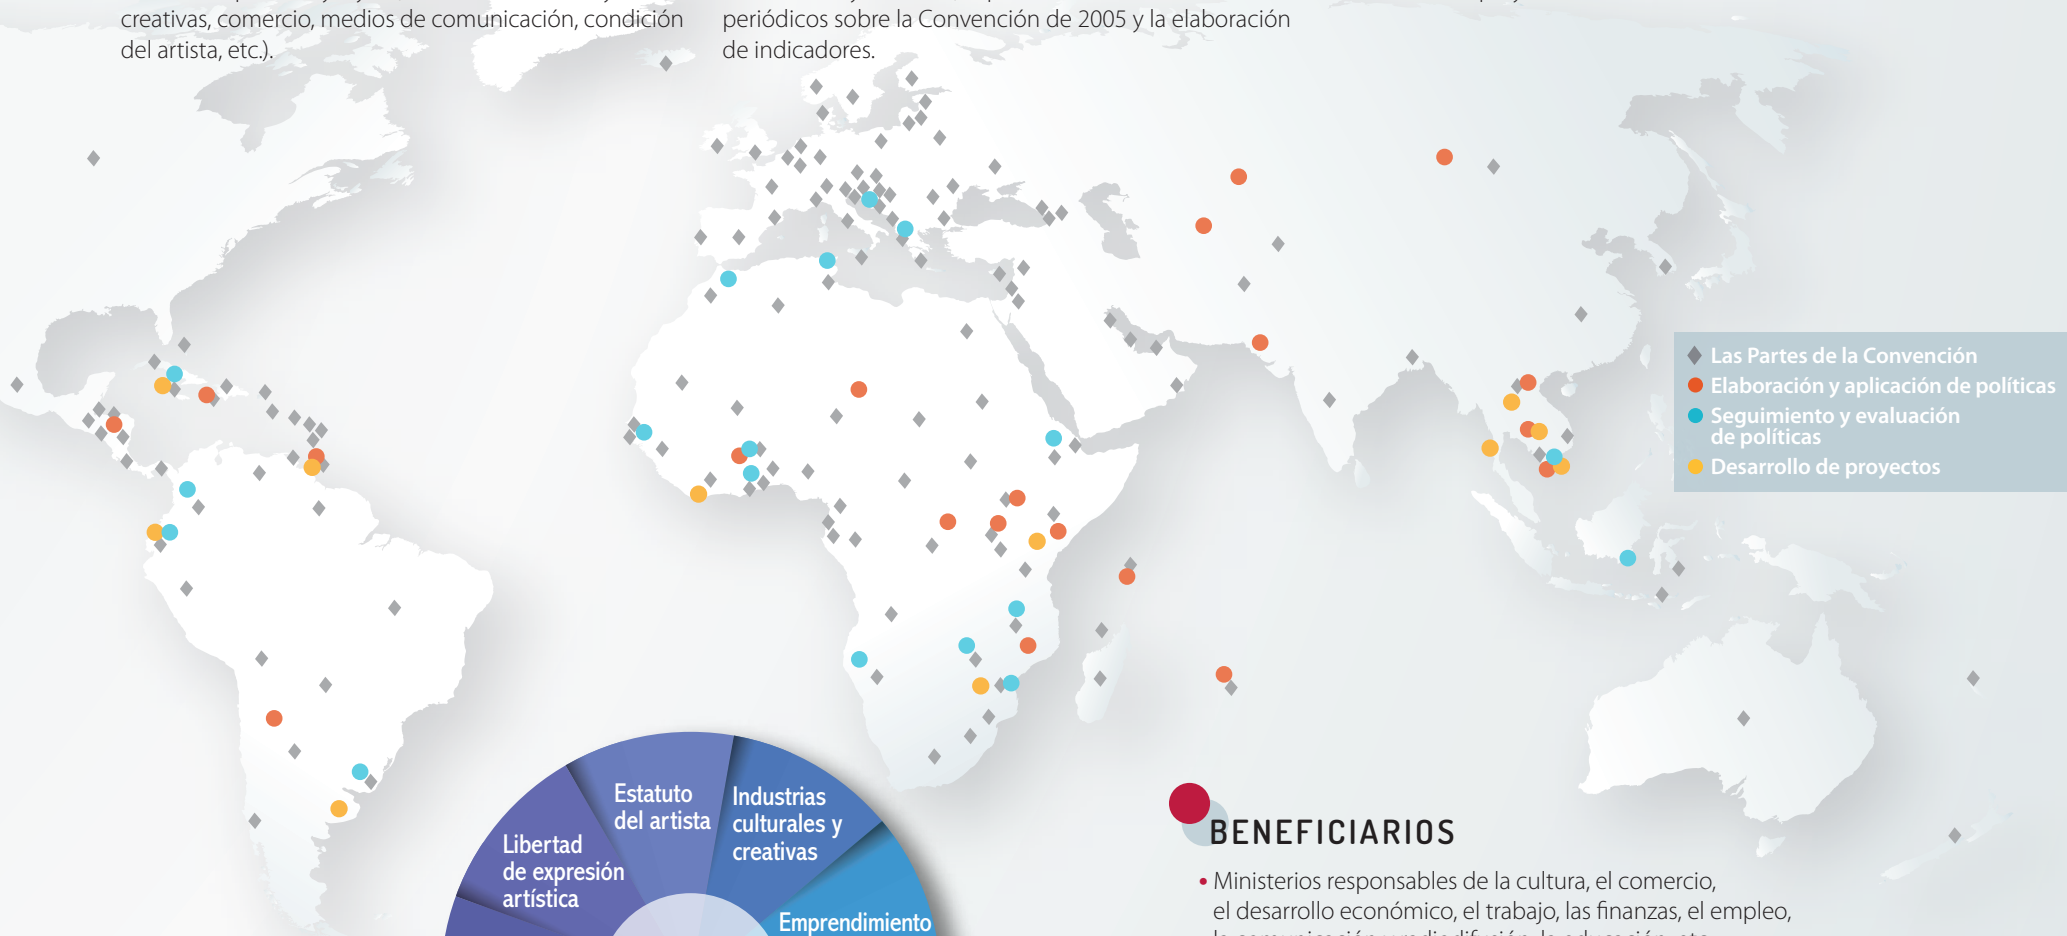 creativas, comercio, medios de comunicación, condición
del artista, etc.).
periódicos sobre la Convención de 2005 y la elaboración
de indicadores.
Las Partes de la Convención
Elaboración y aplicación de políticas
Seguimiento y evaluación
de políticas
Desarrollo de proyectos
Estatuto
del artista
Industrias
culturales y
creativas
Libertad
de expresión
artística
Emprendimiento
BENEFICIARIOS
• Ministerios responsables de la cultura, el comercio,
el desarrollo económico, el trabajo, las finanzas, el empleo,